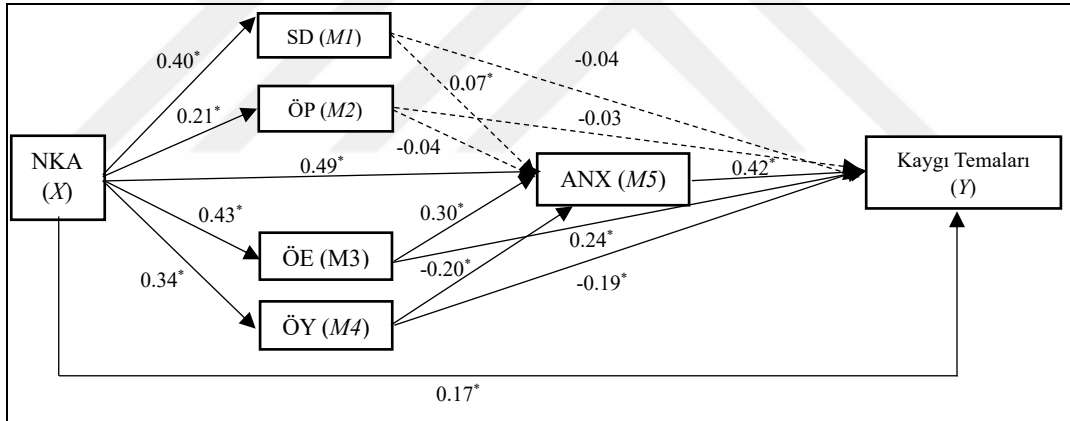 SD (M1)
0.40*
-0.04
0.07*
ÖP (M2)
0.21*
-0.03
-0.04
NKA
(X)
0.49*
ANX (M5)
0.42*
Kaygı Temaları
(Y)
0.43*
0.30*
ÖE (M3)
0.24*
-0.20*
0.34*
-0.19*
ÖY (M4)
0.17*